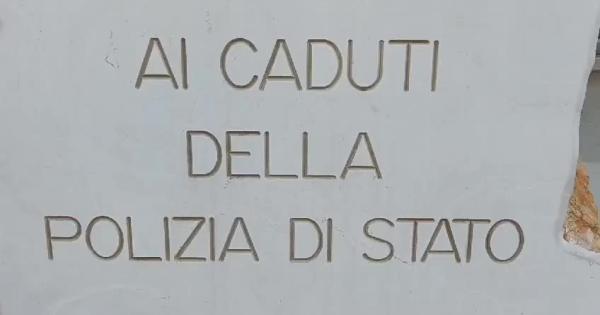 AI CADUTI
DELLA
POLIZIA DI STATO